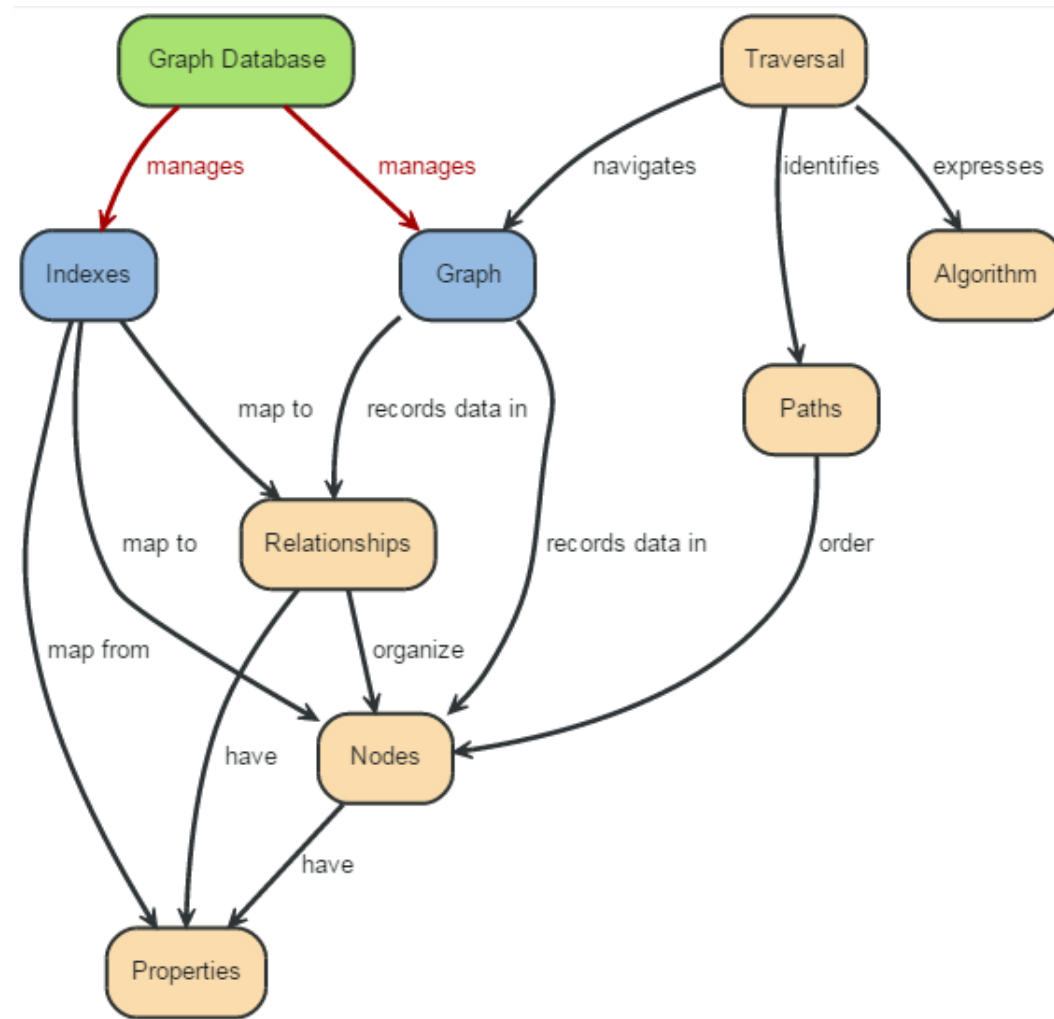 Graph Database
Traversal
manages
manages
navigates
identifies
expresses
Indexes
Graph
Algorithm
map to
records data in
Paths
map to
Relationships
records data in
order
map from
organize
have
Nodes
have
Properties